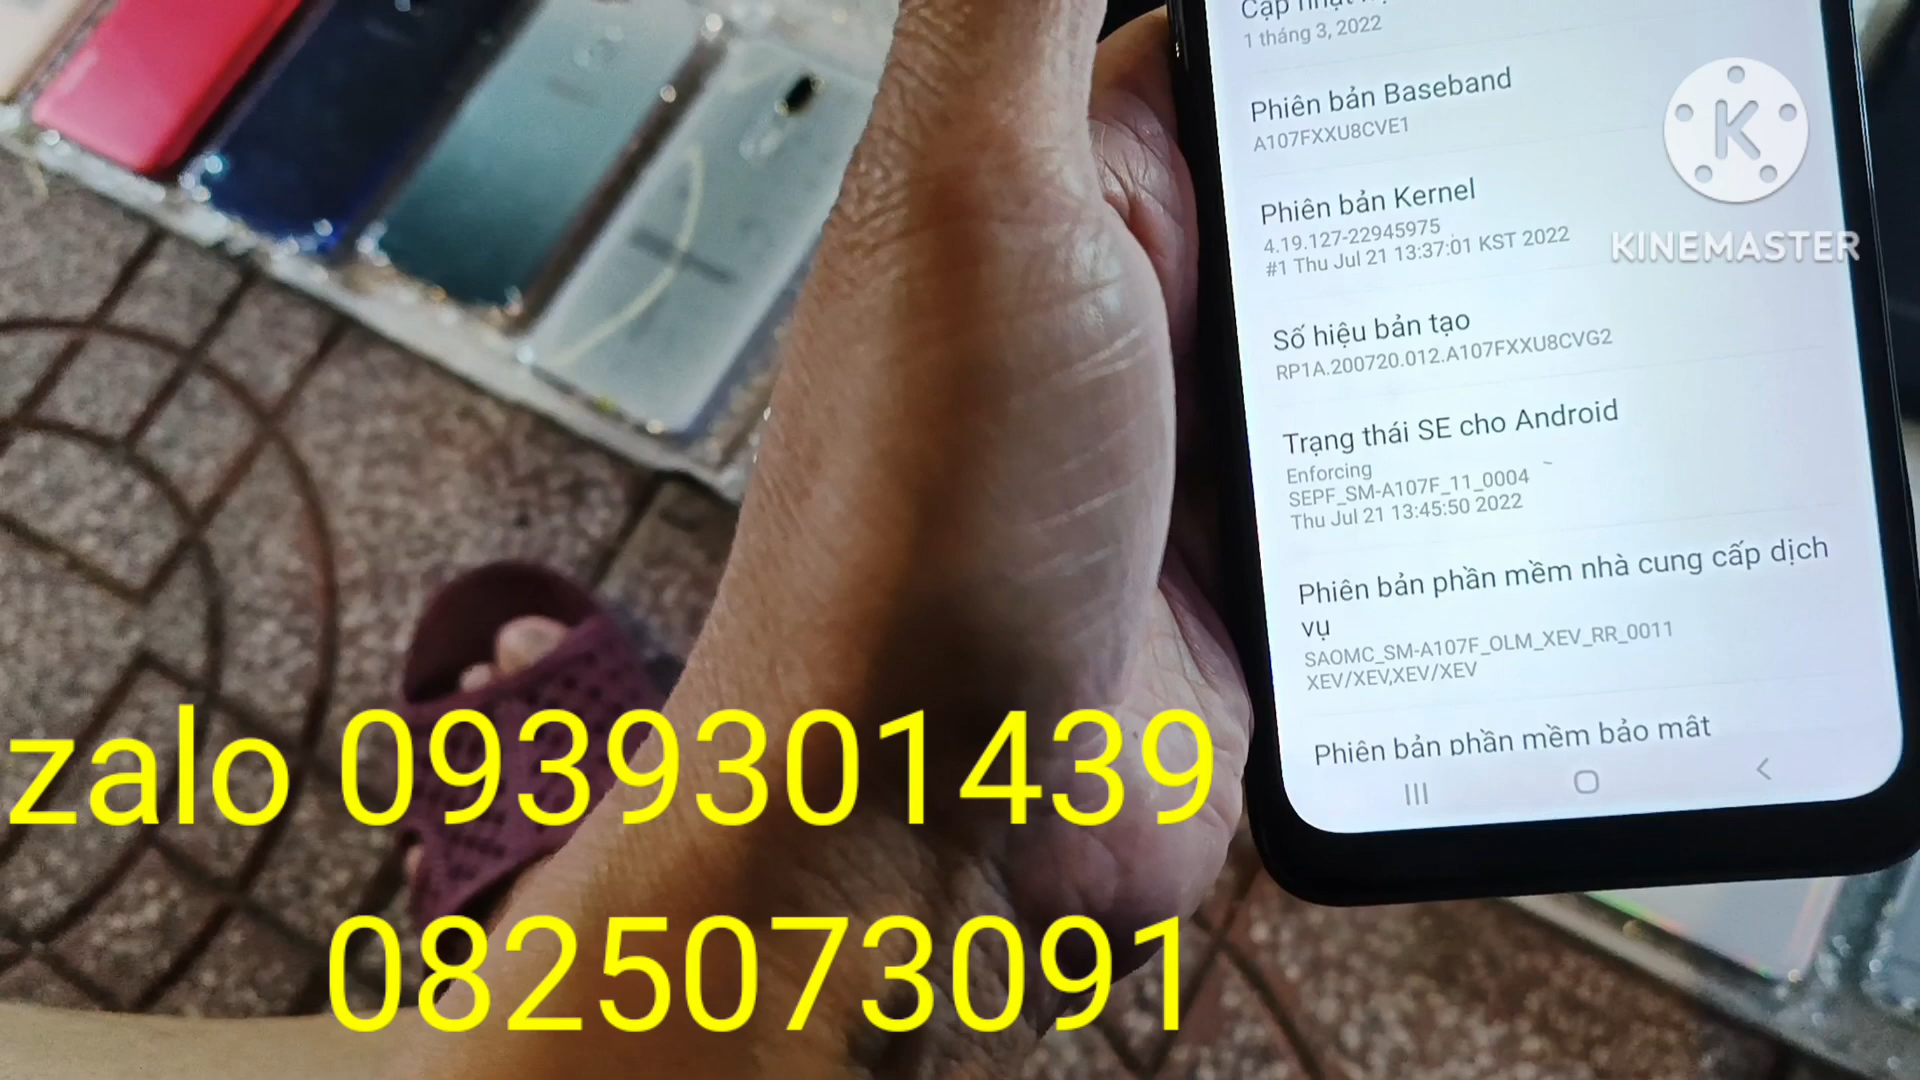 Cập nhật
1 tháng 3, 2022
Phiên bản Baseband
A107FXXU8CVE1
Phiên bản Kernel
4.19.127-22945975
#1 Thu Jul 21 13:37:01 KST 2022
Số hiệu bản tạo
RP1A.200720.012.A107FXXU8CVG2
Trạng thái SE cho Android
Enforcing
SEPF_SM-A107F_11_0004
Thu Jul 21 13:45:50 2022
Phiên bản phần mềm nhà cung cấp dịch
vụ
SAOMC_SM-A107F_OLM_XEV_RR_0011
XEV/XEV,XEV/XEV
Phiên bản phần mềm bảo mật
K
KINEMASTER
zalo 0939301439
0825073091